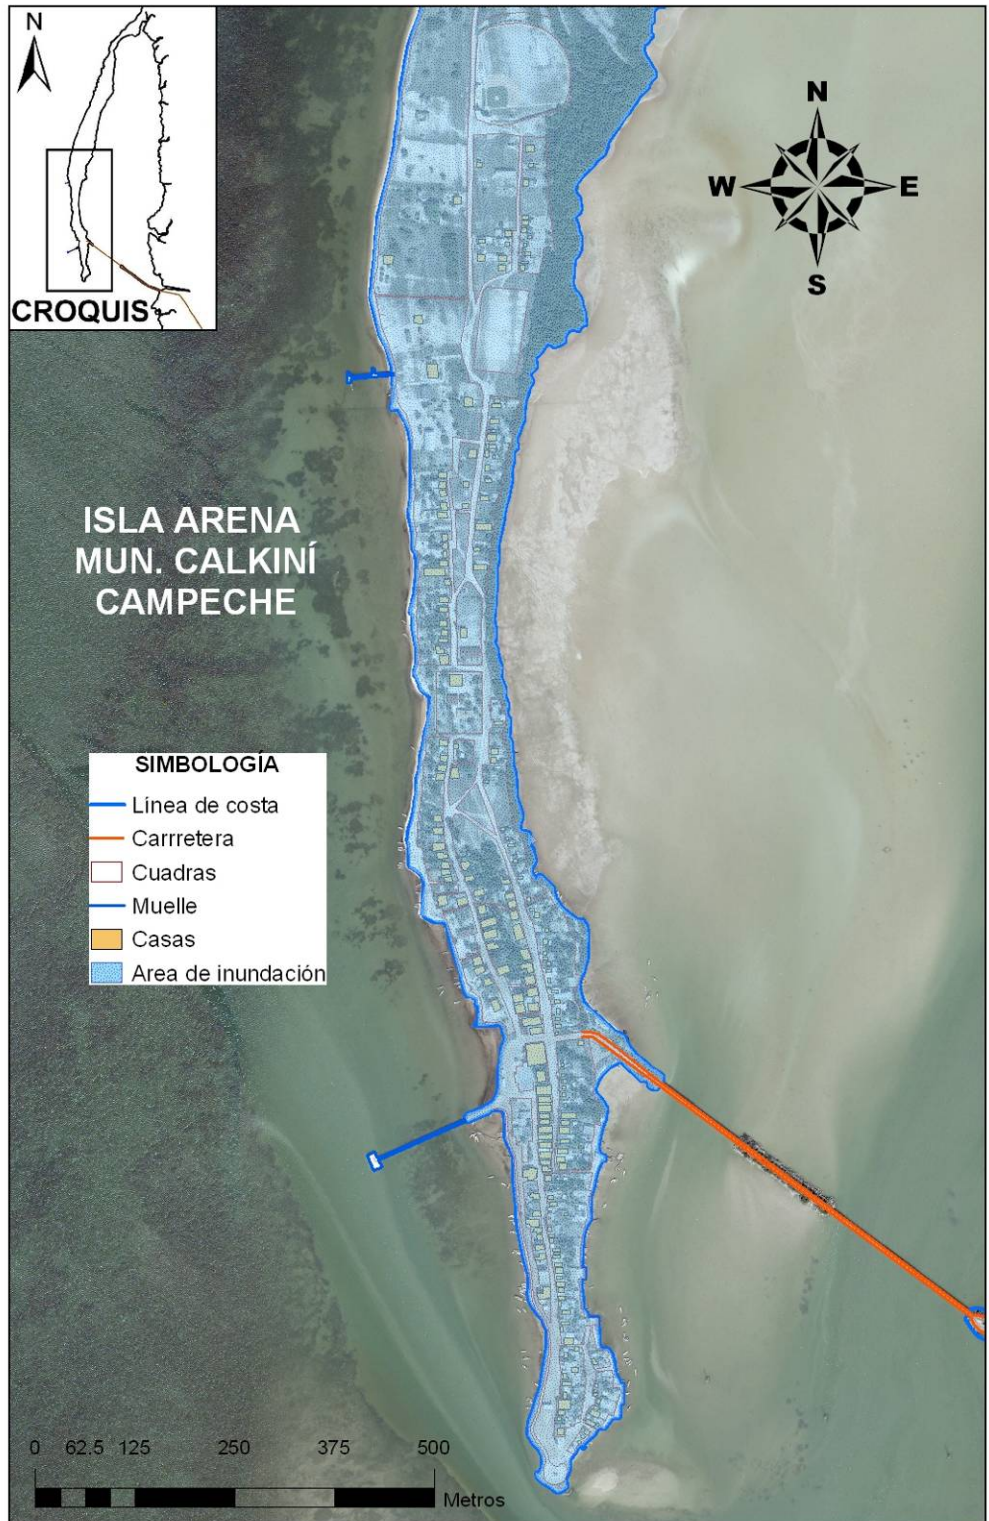 N
CROQUIS
N
W
E
S
ISLA ARENA
MUN. CALKINÍ
CAMPECHE
SIMBOLOGÍA
Línea de costa
Carrretera
Cuadras
Muelle
Casas
Area de inundación
0 62.5 125 250 375 500
Metros